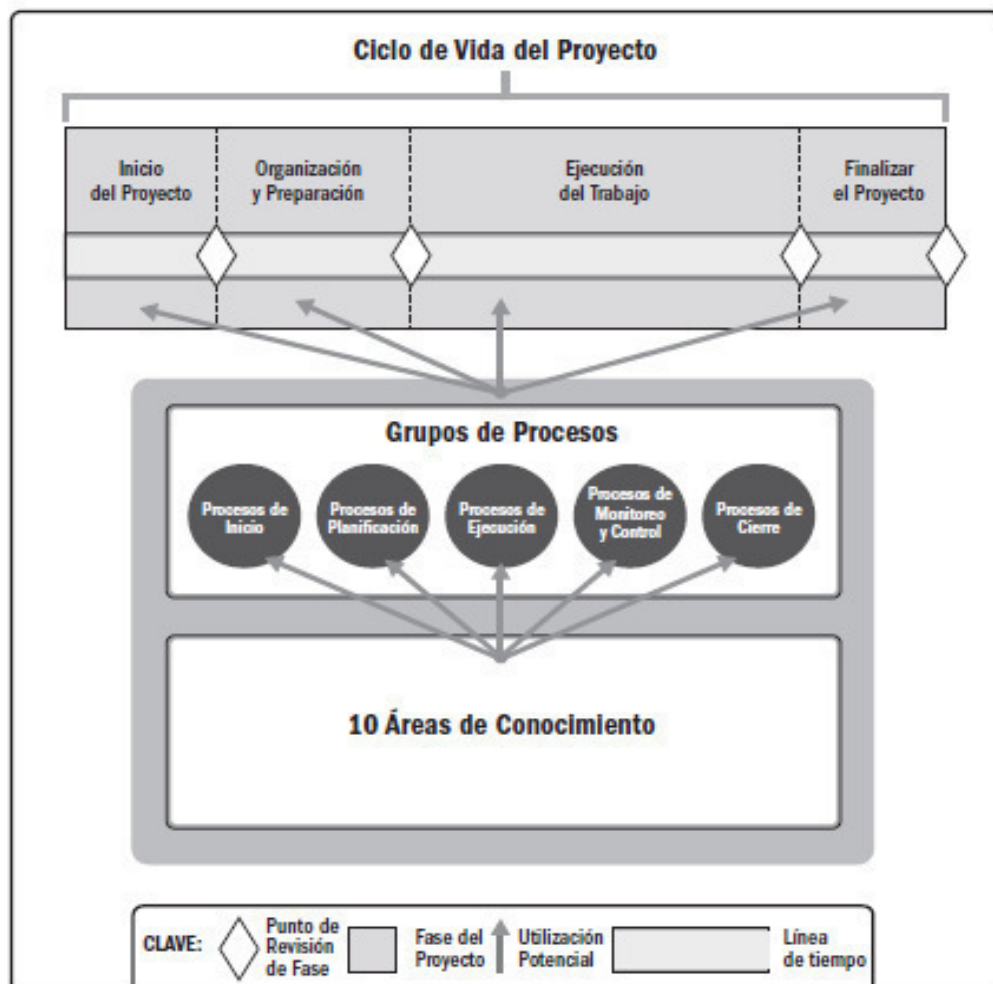 Ciclo de Vida del Proyecto
Inicio
del Proyecto
Organización
y Preparación
Ejecución
del Trabajo
Finalizar
el Proyecto
Grupos de Procesos
Procesos de
Inicio
Procesos de
Planificación
Procesos de
Ejecución
Procesos de
Monitoreo
y Control
Procesos de
Cierre
10 Áreas de Conocimiento
CLAVE:
Punto de
Revisión
de Fase
Fase del
Proyecto
Utilización
Potencial
Línea
de tiempo